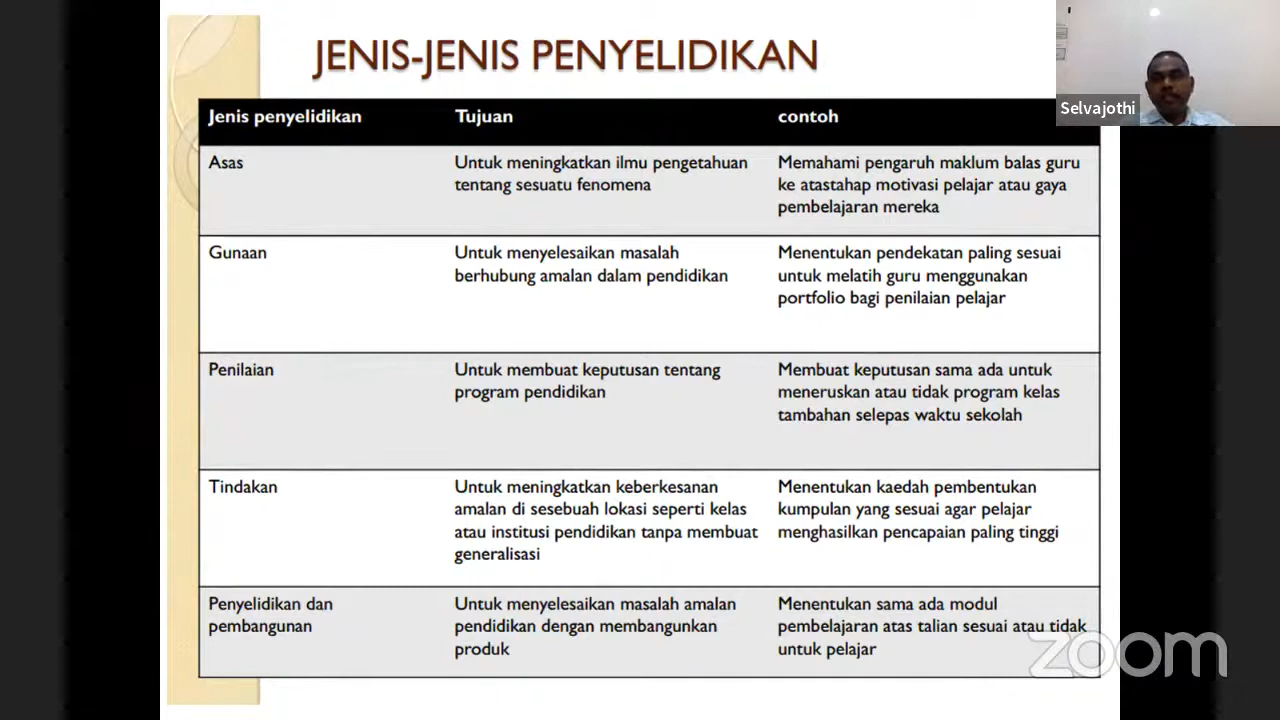 JENIS-JENIS PENYELIDIKAN
Selvajothi
Jenis penyelidikan
Tujuan
contoh
Asas
Untuk meningkatkan ilmu pengetahuan
tentang sesuatu fenomena
Memahami pengaruh maklum balas guru
ke atastahap motivasi pelajar atau gaya
pembelajaran mereka
Gunaan
Untuk menyelesaikan masalah
berhubung amalan dalam pendidikan
Menentukan pendekatan paling sesuai
untuk melatih guru menggunakan
portfolio bagi penilaian pelajar
Penilaian
Untuk membuat keputusan tentang
program pendidikan
Membuat keputusan sama ada untuk
meneruskan atau tidak program kelas
tambahan selepas waktu sekolah
Tindakan
Untuk meningkatkan keberkesanan
amalan di sesebuah lokasi seperti kelas
atau institusi pendidikan tanpa membuat
generalisasi
Menentukan kaedah pembentukan
kumpulan yang sesuai agar pelajar
menghasilkan pencapaian paling tinggi
Penyelidikan dan
pembangunan
Untuk menyelesaikan masalah amalan
pendidikan dengan membangunkan
produk
Menentukan sama ada modul
pembelajaran atas talian sesuai atau tidak
untuk pelajar
zoom